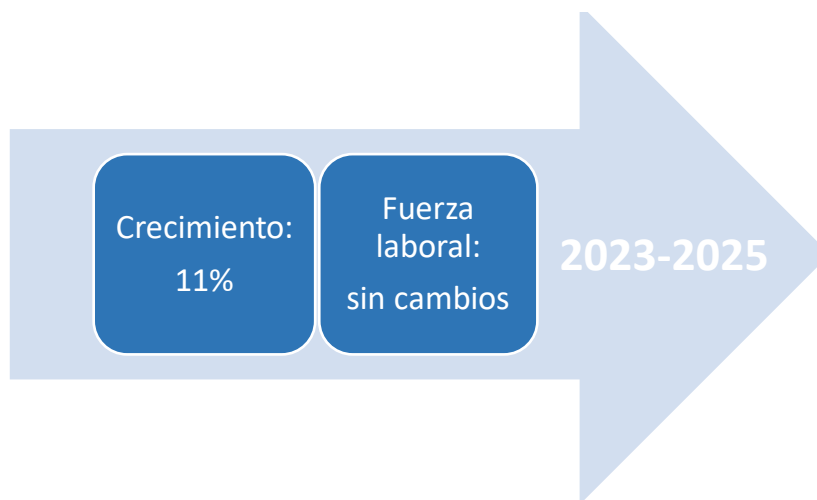 Crecimiento:
11%
Fuerza
laboral:
sin cambios
2023-2025